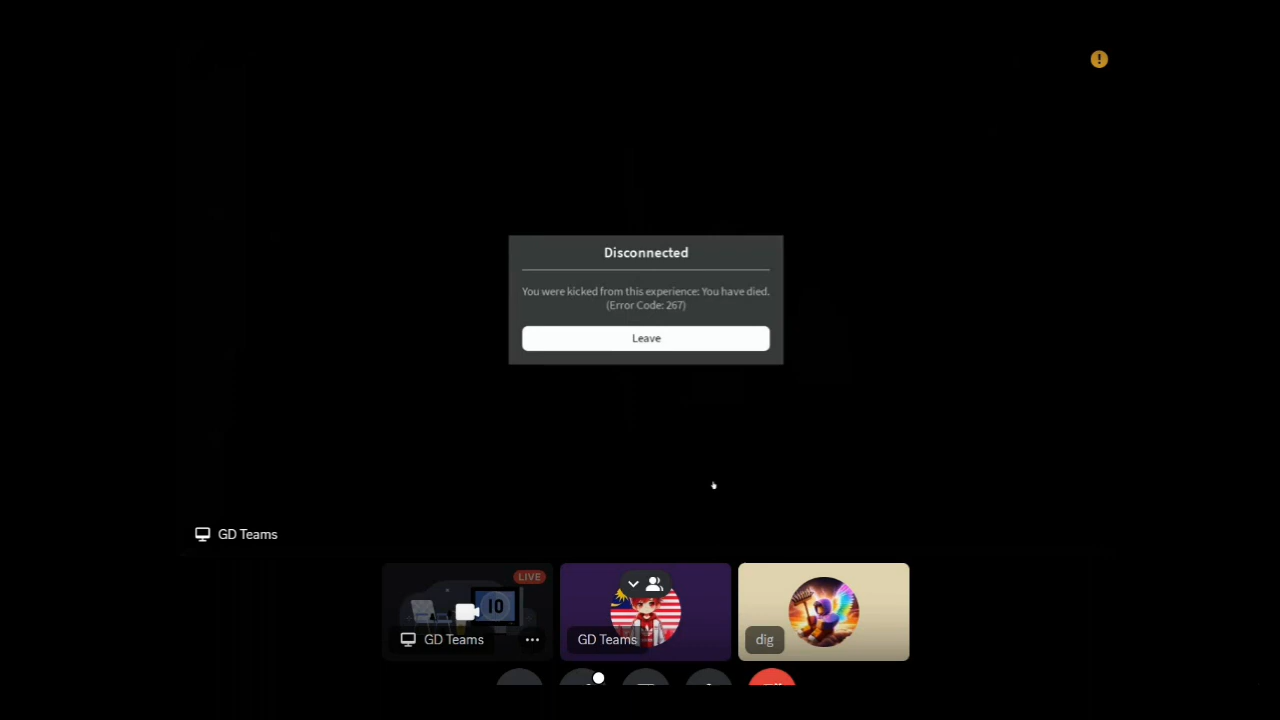 Disconnected
You were kicked from this experience: You have died.
(Error Code: 267)
Leave
GD Teams
LIVE
10
GD Teams
GD Teams
dig